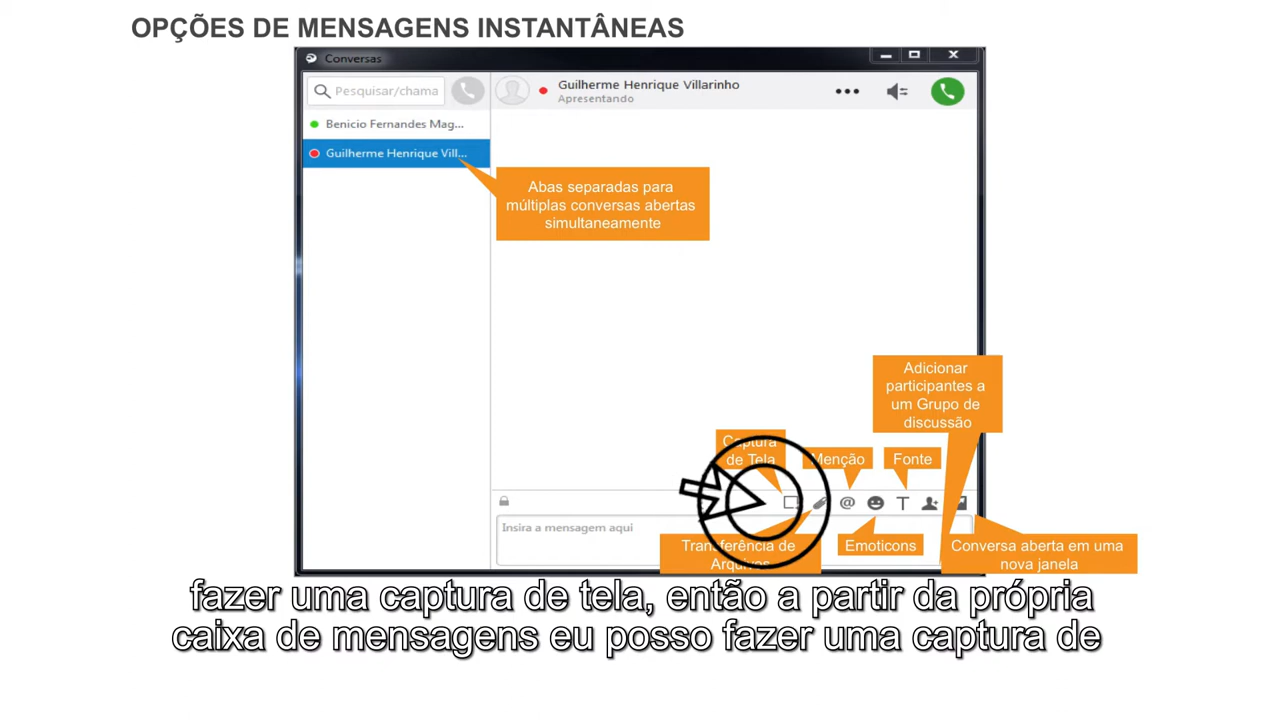 OPÇÕES DE MENSAGENS INSTANTÂNEAS
Conversas
Pesquisar/chama
Guilherme Henrique Villarinho
Apresentando
Benicio Fernandes Mag...
Guilherme Henrique Vill...
Abas separadas para
múltiplas conversas abertas
simultaneamente
Adicionar
participantes a
um Grupo de
discussão
Captura
de Tela
Menção
Fonte
Insira a mensagem aqui
Transferência de
Arquivos
Emoticons
Conversa aberta em uma
nova janela
fazer uma captura de tela, então a partir da própria
caixa de mensagens eu posso fazer uma captura de